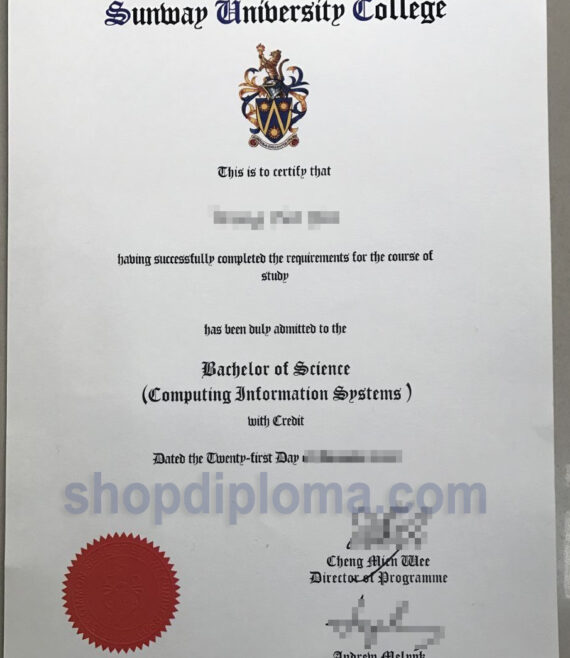 Sunway University College
This is to certify that
having successfully completed the requirements for the course of
study
has been duly admitted to the
Bachelor of Science
(Computing Information Systems )
with Credit
Dated the Twenty-first Day
shopdiploma.com
Cheng Mien Wee
Director of Programme
Andrew Melnyk